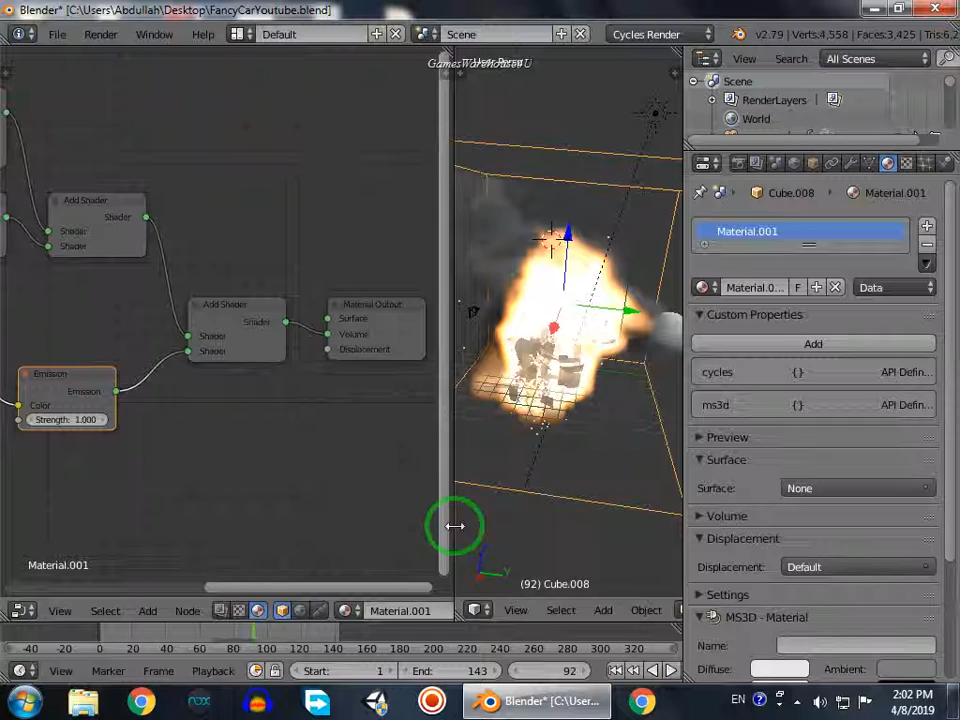 Blender* [C:\Users\Abdullah\Desktop\FancyCarYoutube.blend]
File Render Window Help Default Scene Cycles Render v2.79 | Verts:4,558 | Faces:3,425 | Tris:6,2
View Search All Scenes
Scene
RenderLayers
World
Cube.008 Material.001
Material.001
Material.0... F Data
Custom Properties
Add
cycles {} API Defin...
ms3d {} API Defin...
Preview
Surface
Surface: None
Volume
Displacement
Displacement: Default
Settings
MS3D - Material
Name:
Diffuse: Ambient:
Add Shader
Shader
Shader
Shader
Add Shader
Shader
Shader
Shader
Material Output
Surface
Volume
Displacement
Emission
Emission
Color
Strength: 1.000
Material.001
(92) Cube.008
View Select Add Node Material.001
View Select Add Object
-40 -20 0 20 40 60 80 100 120 140 160 180 200 220 240 260 280 300 320 340 360 380
View Marker Frame Playback Start: 1 End: 143 92
nox Blender* [C:\Us... EN 2:02 PM
4/8/2019